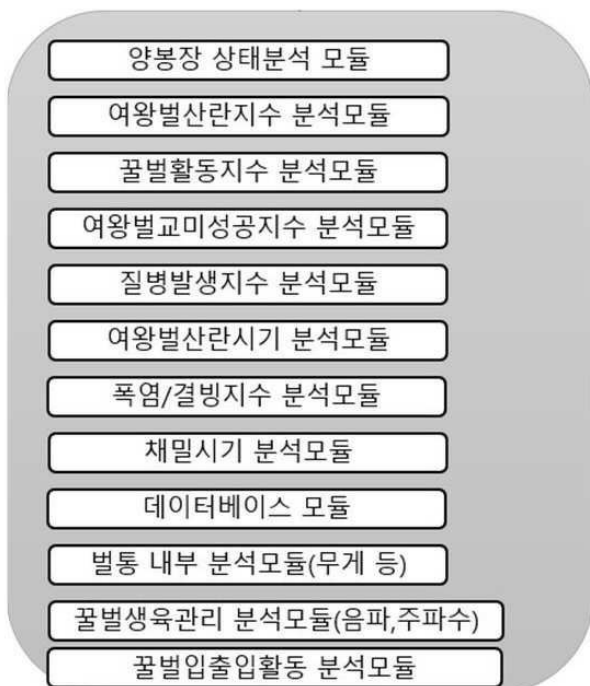 양봉장 상태분석 모듈
여왕벌산란지수 분석모듈
꿀벌활동지수 분석모듈
여왕벌교미성공지수 분석모듈
질병발생지수 분석모듈
여왕벌산란시기 분석모듈
폭염/결빙지수 분석모듈
채밀시기 분석모듈
데이터베이스 모듈
벌통 내부 분석모듈(무게 등)
꿀벌생육관리 분석모듈(음파,주파수)
꿀벌입출입활동 분석모듈